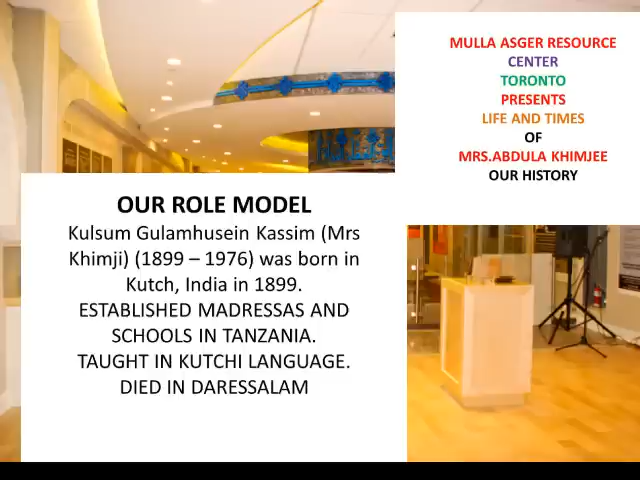 MULLA ASGER RESOURCE
CENTER
TORONTO
PRESENTS
LIFE AND TIMES
OF
MRS.ABDULA KHIMJEE
OUR HISTORY
OUR ROLE MODEL
Kulsum Gulamhusein Kassim (Mrs
Khimji) (1899 – 1976) was born in
Kutch, India in 1899.
ESTABLISHED MADRESSAS AND
SCHOOLS IN TANZANIA.
TAUGHT IN KUTCHI LANGUAGE.
DIED IN DARESSALAM